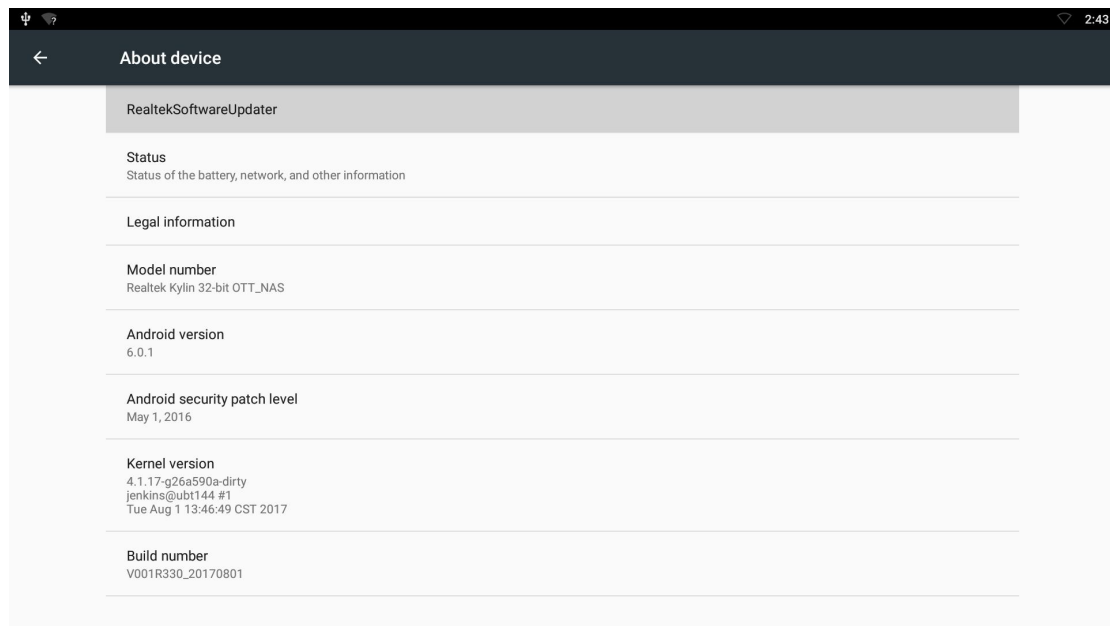 2:43
About device
RealtekSoftwareUpdater
Status
Status of the battery, network, and other information
Legal information
Model number
Realtek Kylin 32-bit OTT_NAS
Android version
6.0.1
Android security patch level
May 1, 2016
Kernel version
4.1.17-g26a590a-dirty
jenkins@ubt144 #1
Tue Aug 1 13:46:49 CST 2017
Build number
V001R330_20170801